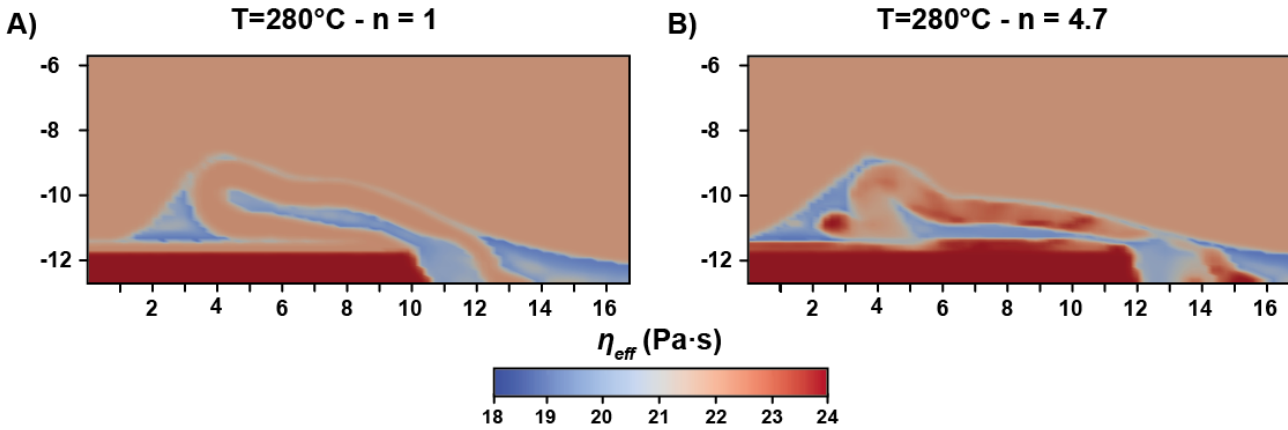 A)
T=280°C - n = 1
B)
T=280°C - n = 4.7
-6
-8
-10
-12
2 4 6 8 10 12 14 16
-6
-8
-10
-12
2 4 6 8 10 12 14 16
ηeff (Pa·s)
18 19 20 21 22 23 24